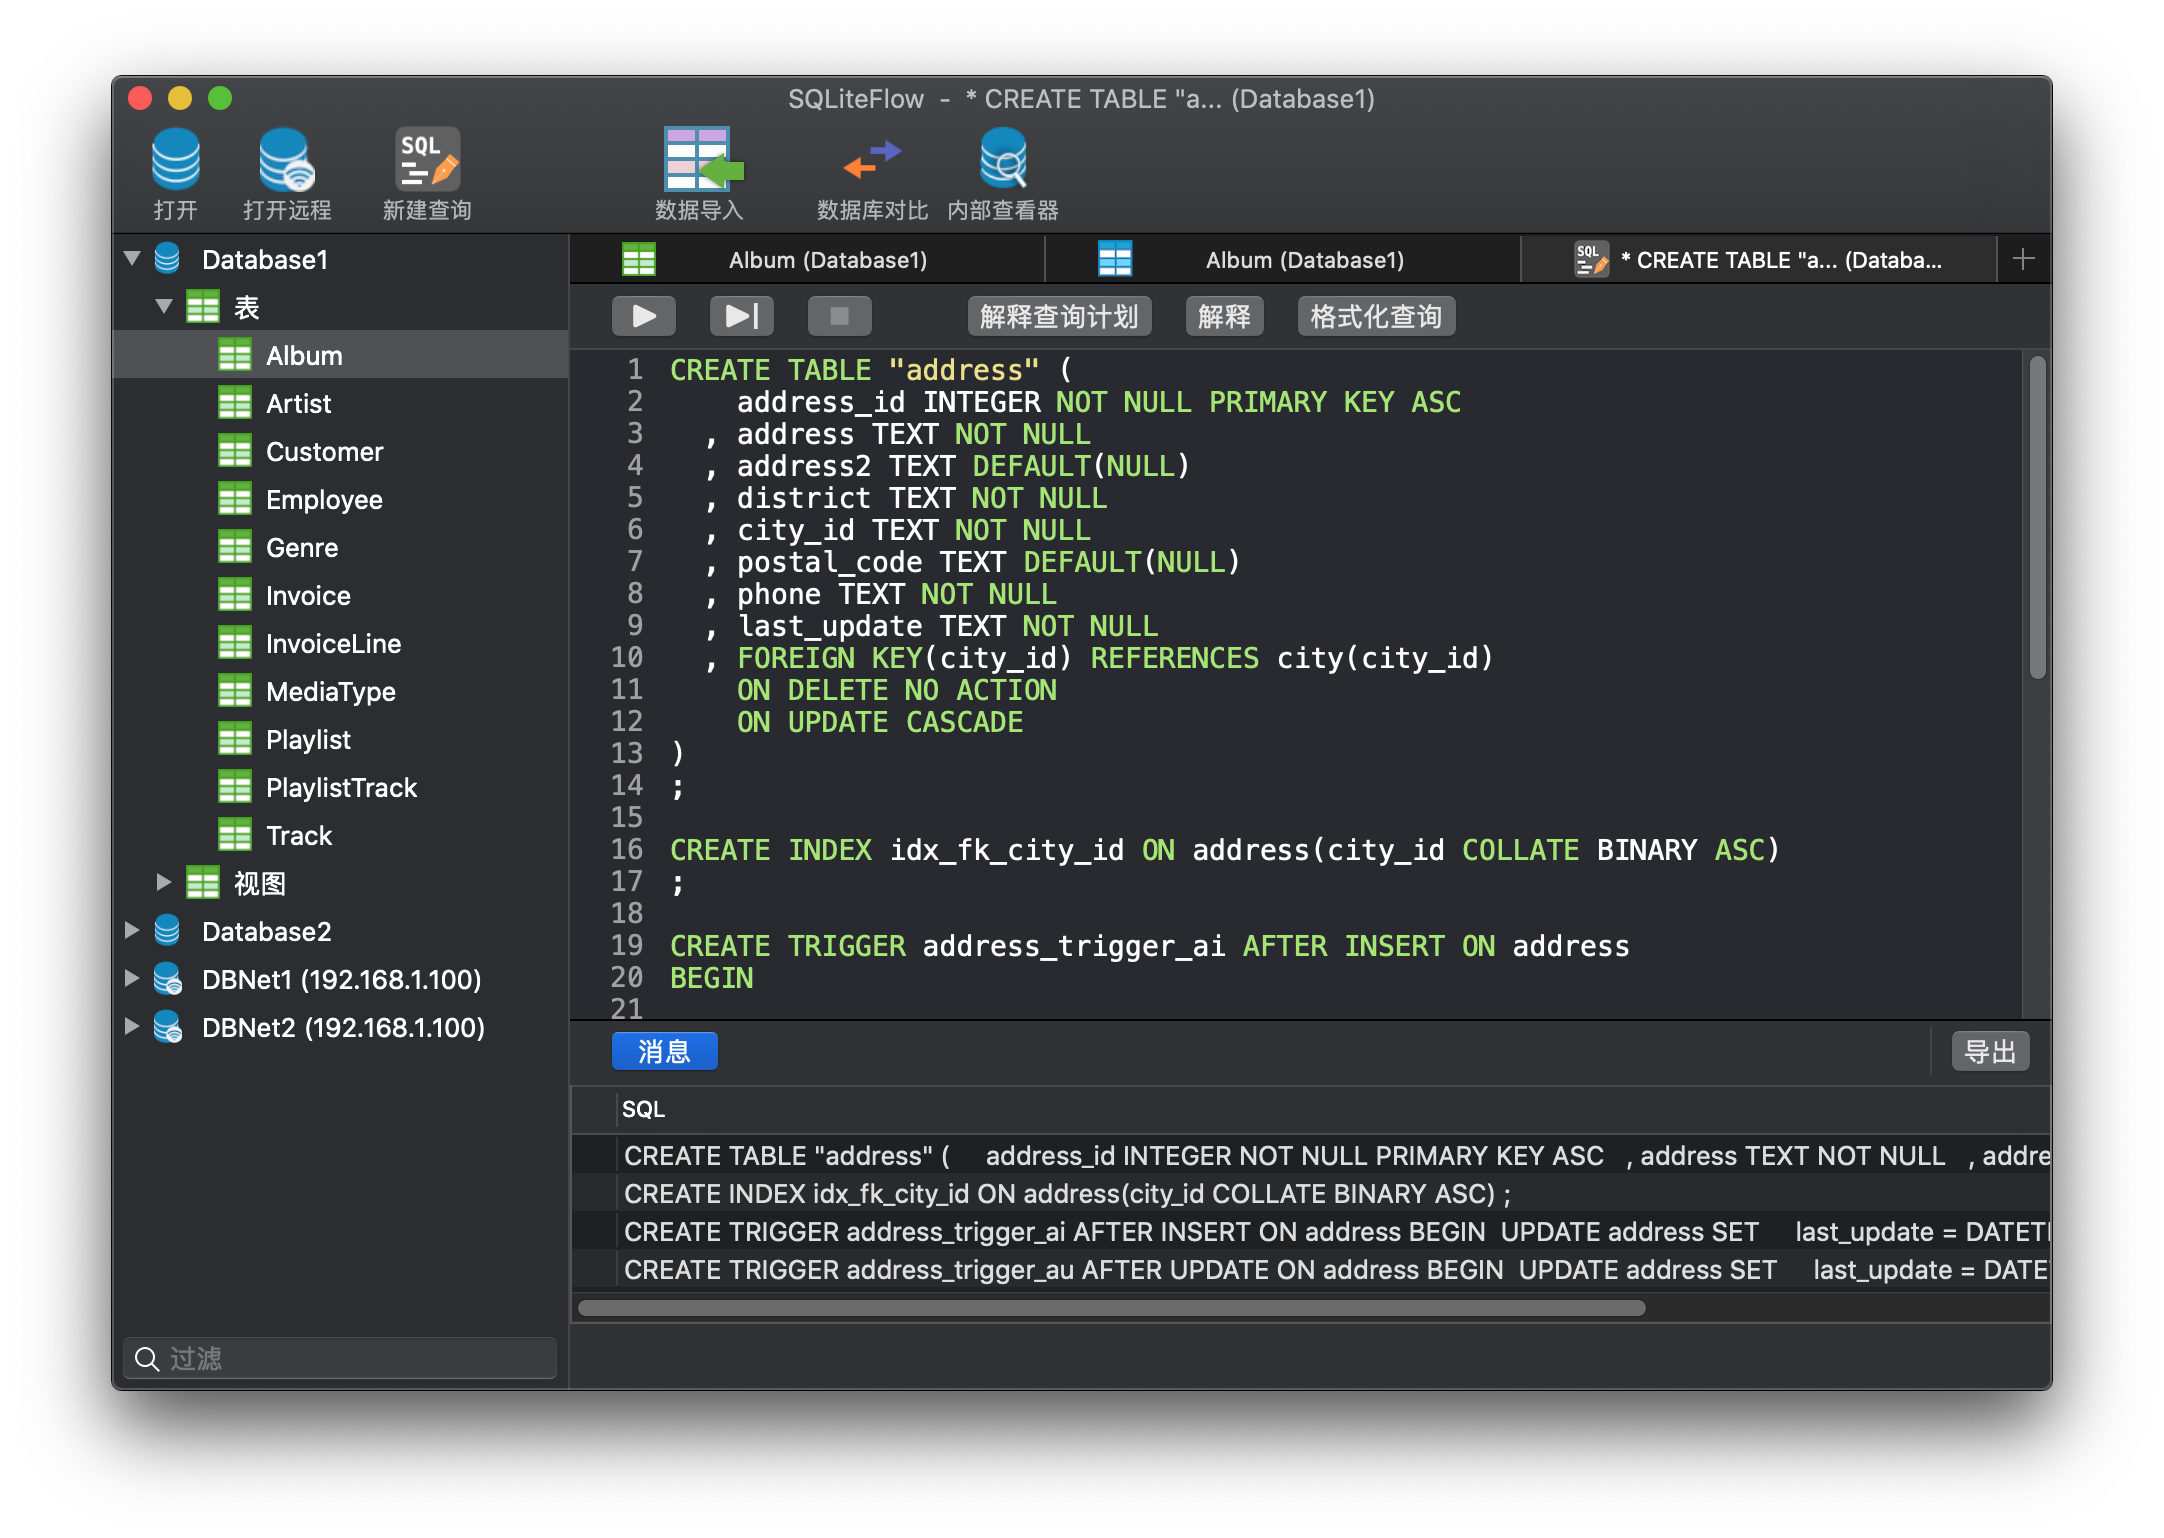 SQLiteFlow - * CREATE TABLE "a... (Database1)
SQL
打开
打开远程
新建查询
数据导入
数据库对比
内部查看器
Database1
表
Album
Artist
Customer
Employee
Genre
Invoice
InvoiceLine
MediaType
Playlist
PlaylistTrack
Track
视图
Database2
DBNet1 (192.168.1.100)
DBNet2 (192.168.1.100)
过滤
Album (Database1)
Album (Database1)
SQL
* CREATE TABLE "a... (Databa...
解释查询计划
解释
格式化查询
1 CREATE TABLE "address" (
2 address_id INTEGER NOT NULL PRIMARY KEY ASC
3 , address TEXT NOT NULL
4 , address2 TEXT DEFAULT(NULL)
5 , district TEXT NOT NULL
6 , city_id TEXT NOT NULL
7 , postal_code TEXT DEFAULT(NULL)
8 , phone TEXT NOT NULL
9 , last_update TEXT NOT NULL
10 , FOREIGN KEY(city_id) REFERENCES city(city_id)
11 ON DELETE NO ACTION
12 ON UPDATE CASCADE
13 )
14 ;
15
16 CREATE INDEX idx_fk_city_id ON address(city_id COLLATE BINARY ASC)
17 ;
18
19 CREATE TRIGGER address_trigger_ai AFTER INSERT ON address
20 BEGIN
21
消息
导出
SQL
CREATE TABLE "address" ( address_id INTEGER NOT NULL PRIMARY KEY ASC , address TEXT NOT NULL , addre
CREATE INDEX idx_fk_city_id ON address(city_id COLLATE BINARY ASC) ;
CREATE TRIGGER address_trigger_ai AFTER INSERT ON address BEGIN UPDATE address SET last_update = DATETI
CREATE TRIGGER address_trigger_au AFTER UPDATE ON address BEGIN UPDATE address SET last_update = DATE